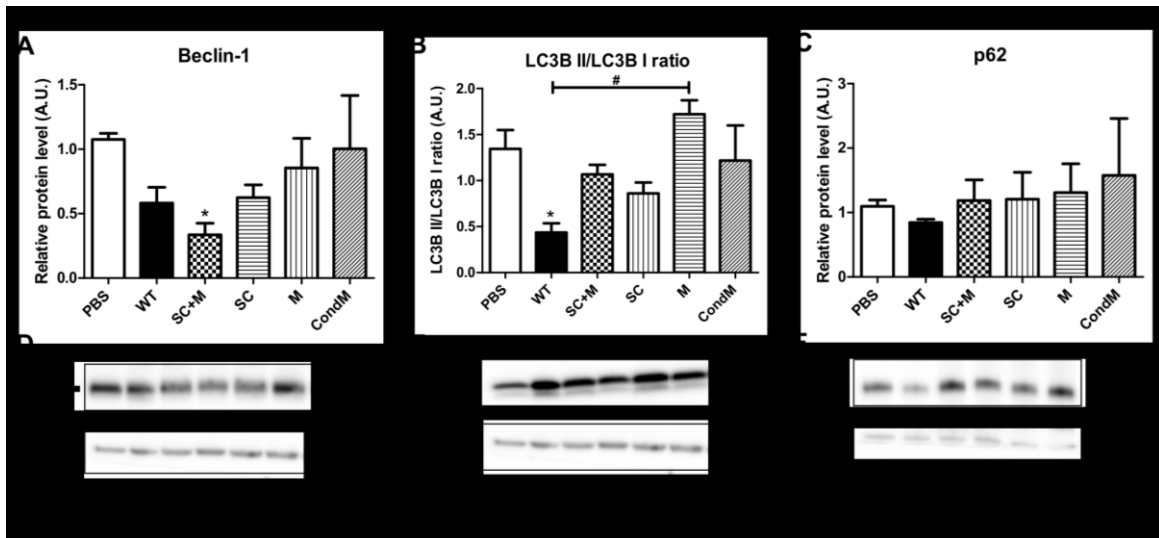 A
Beclin-1
Relative protein level (A.U.)
1.5
1.0
0.5
0.0
*
PBS
WT
SC+M
SC
M
CondM
B
LC3B II/LC3B I ratio
#
LC3B II/LC3B I ratio (A.U.)
2.0
1.5
1.0
0.5
0.0
*
PBS
WT
SC+M
SC
M
CondM
C
p62
Relative protein level (A.U.)
3
2
1
0
PBS
WT
SC+M
SC
M
CondM